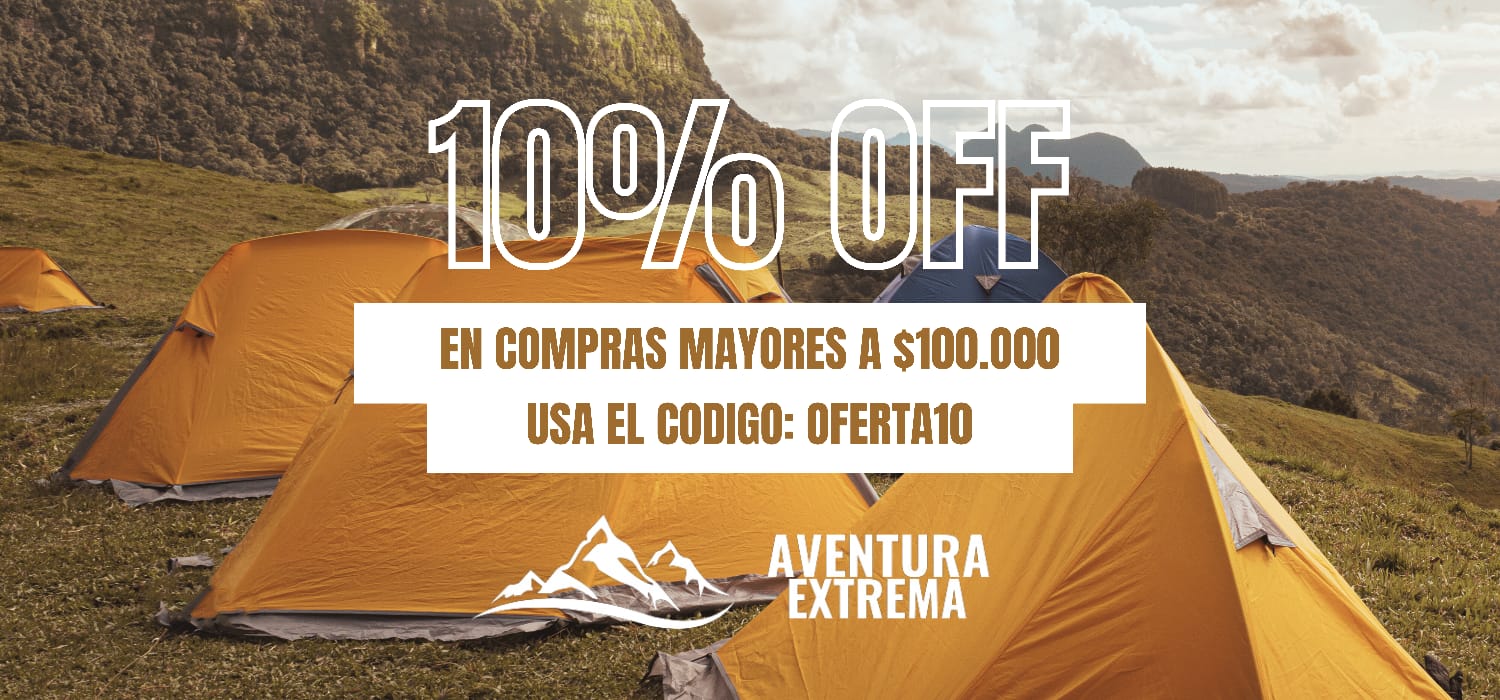 10% OFF
EN COMPRAS MAYORES A $100.000
USA EL CODIGO: OFERTA10
AVENTURA
EXTREMA